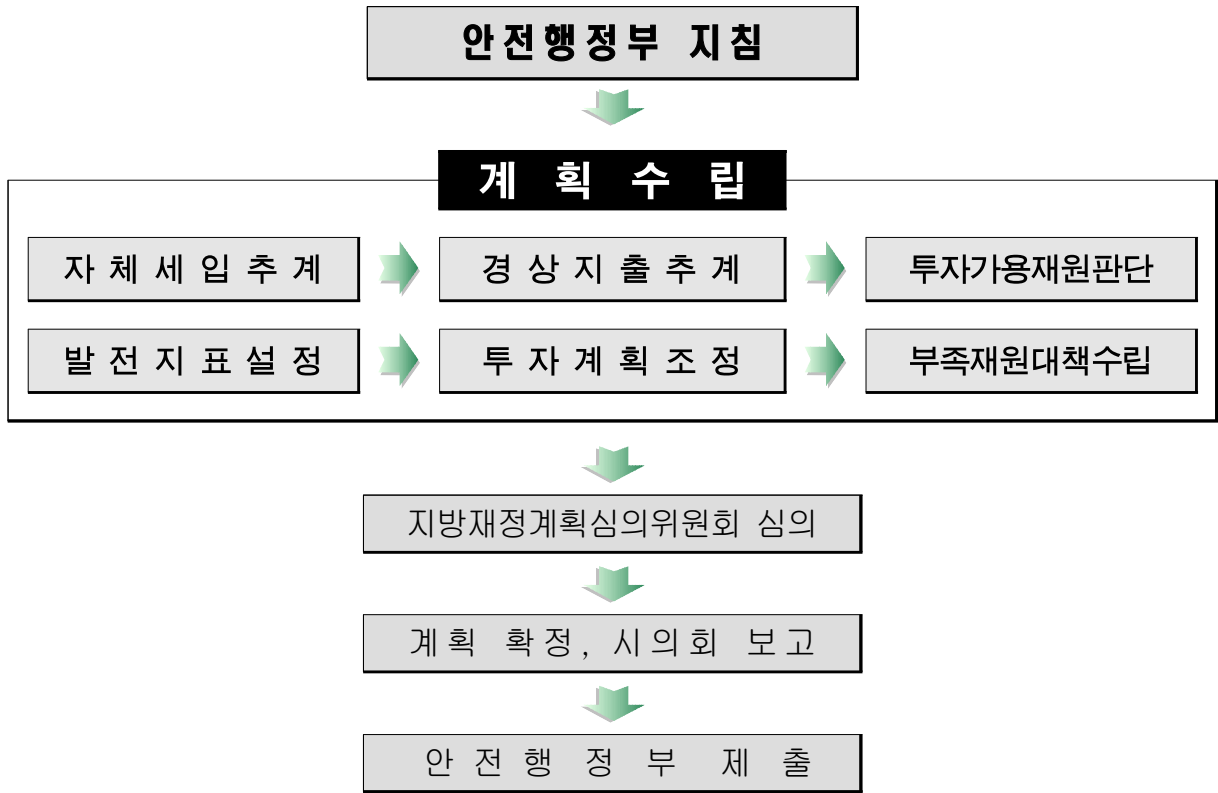 안전행정부 지침
계획수립
자체세입추계
경상지출추계
투자가용재원판단
발전지표설정
투자계획조정
부족재원대책수립
지방재정계획심의위원회 심의
계획 확정, 시의회 보고
안전행정부 제출